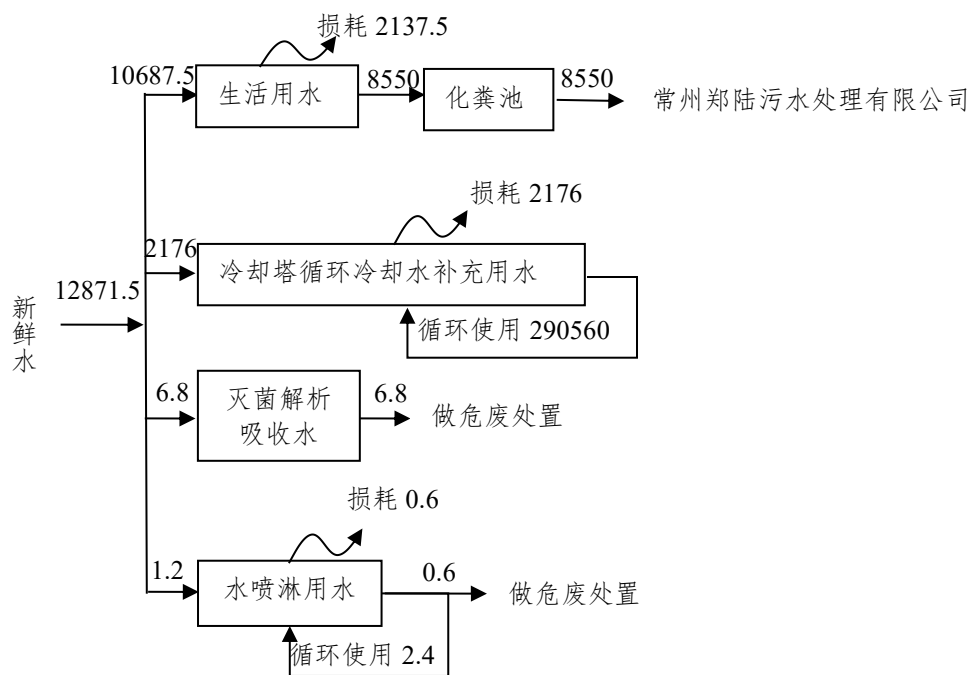 损耗 2137.5
10687.5
生活用水
8550
化粪池
8550
常州郑陆污水处理有限公司
损耗 2176
2176
冷却塔循环冷却水补充用水
12871.5
新鲜水
循环使用 290560
6.8
灭菌解析
吸收水
6.8
做危废处置
损耗 0.6
1.2
水喷淋用水
0.6
做危废处置
循环使用 2.4